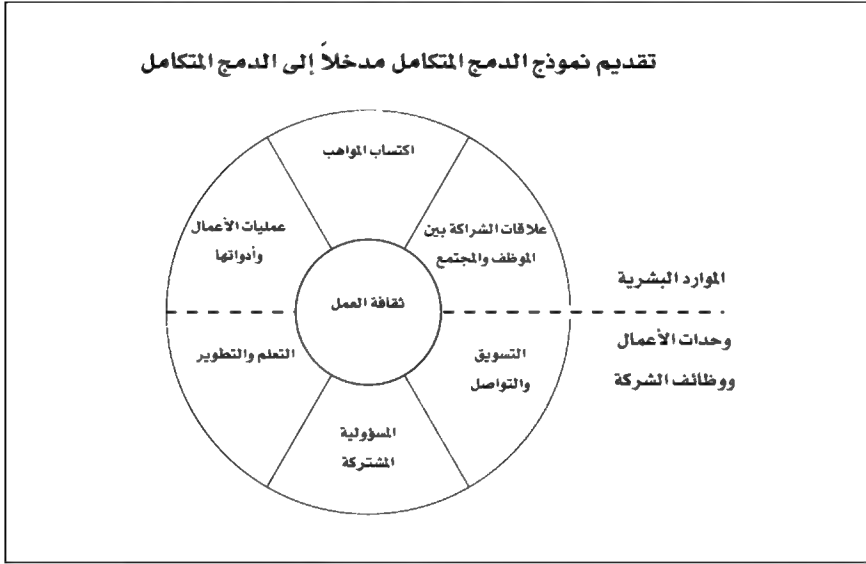 تقديم نموذج الدمج المتكامل مدخلاً إلى الدمج المتكامل
اكتساب المواهب
علاقات الشراكة بين
الموظف والمجتمع
عمليات الأعمال
وأدواتها
ثقافة العمل
الموارد البشرية
وحدات الأعمال
ووظائف الشركة
التسويق
والتواصل
التعلم والتطوير
المسؤولية
المشتركة